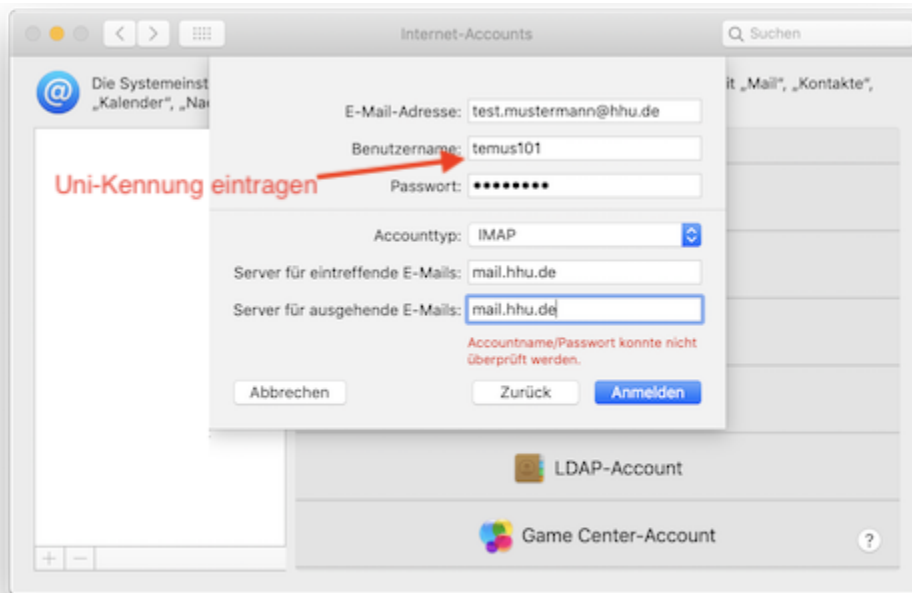 Internet-Accounts
Suchen
Die Systemeinst
it „Mail“, „Kontakte“,
„Kalender“, „Na
E-Mail-Adresse: test.mustermann@hhu.de
Benutzername: temus101
Uni-Kennung eintragen
Passwort: ••••••••
Accounttyp: IMAP
Server für eintreffende E-Mails: mail.hhu.de
Server für ausgehende E-Mails: mail.hhu.de
Accountname/Passwort konnte nicht
überprüft werden.
Abbrechen
Zurück
Anmelden
LDAP-Account
Game Center-Account
?